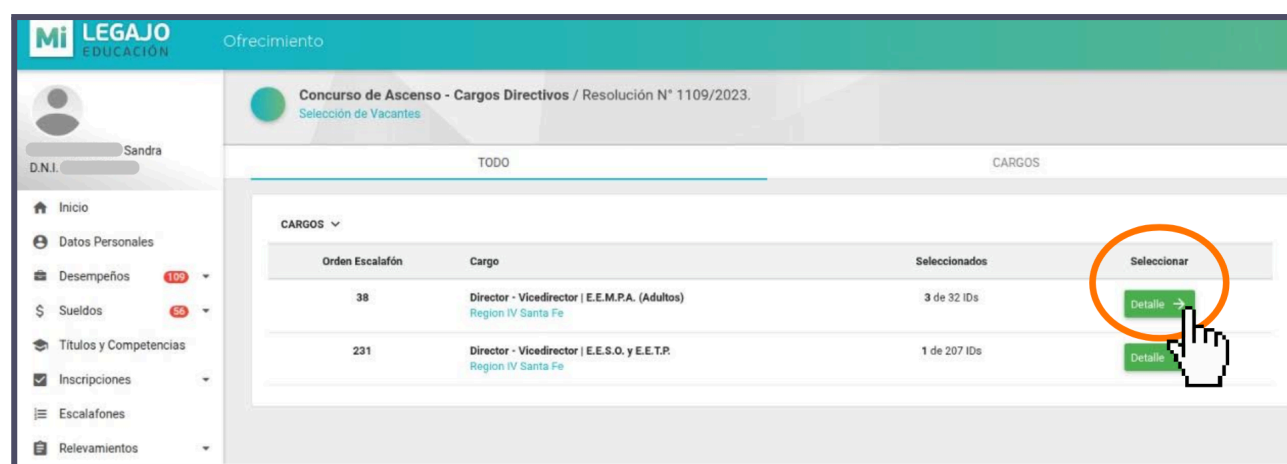 Mi LEGAJO
EDUCACIÓN
Ofrecimiento
Sandra
D.N.I.
Inicio
Datos Personales
Desempeños 109
$ Sueldos 56
Títulos y Competencias
Inscripciones
Escalafones
Relevamientos
Concurso de Ascenso - Cargos Directivos / Resolución N° 1109/2023.
Selección de Vacantes
TODO CARGOS
CARGOS
Orden Escalafón Cargo Seleccionados Seleccionar
38 Director - Vicedirector | E.E.M.P.A. (Adultos) 3 de 32 IDs Detalle →
Region IV Santa Fe
231 Director - Vicedirector | E.E.S.O. y E.E.T.P. 1 de 207 IDs Detalle
Region IV Santa Fe